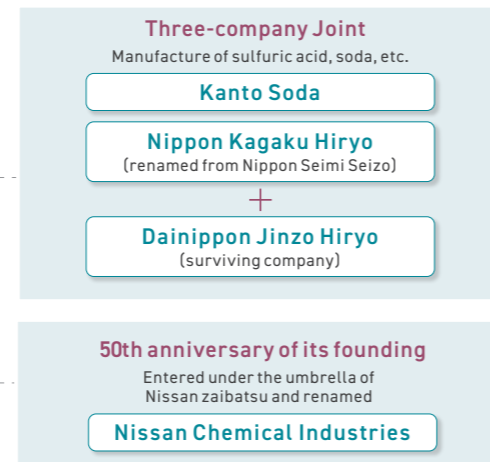 Three-company Joint
Manufacture of sulfuric acid, soda, etc.
Kanto Soda
Nippon Kagaku Hiryo
(renamed from Nippon Seimi Seizo)
+
Dainippon Jinzo Hiryo
(surviving company)
50th anniversary of its founding
Entered under the umbrella of
Nissan zaibatsu and renamed
Nissan Chemical Industries